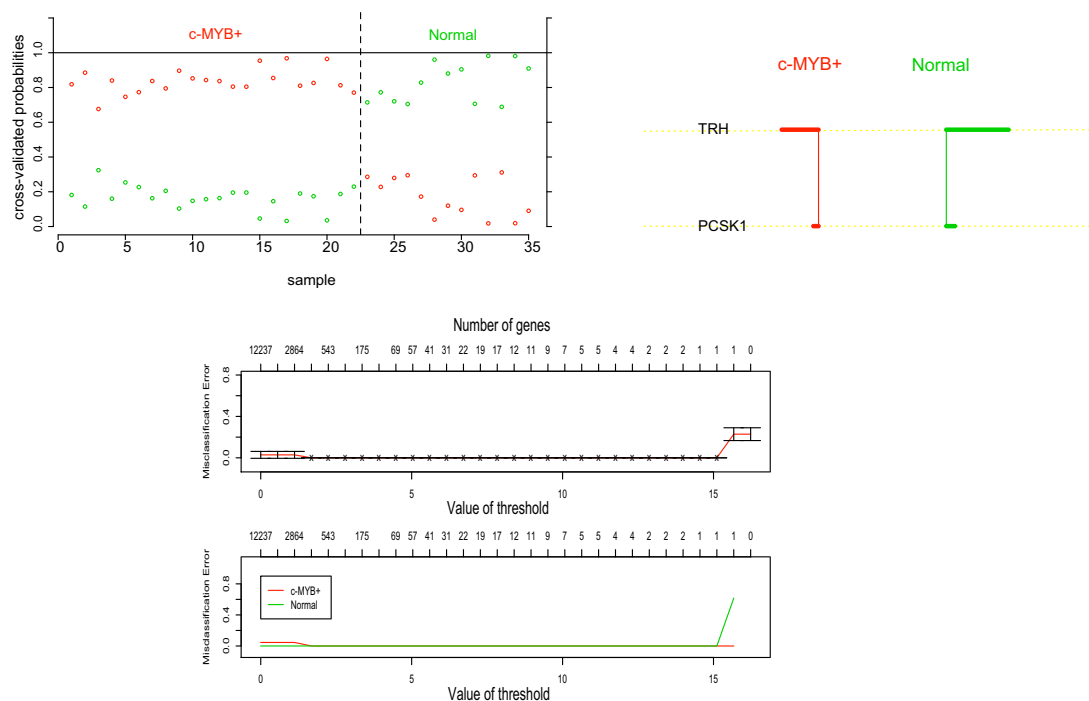 c-MYB+ Normal
cross-validated probabilities
1.0
0.8
0.6
0.4
0.2
0.0
0 5 10 15 20 25 30 35
sample
c-MYB+ Normal
TRH
PCSK1
Number of genes
12237 2864 543 175 69 57 41 31 22 19 17 12 11 9 7 5 5 4 4 2 2 2 1 1 1 0
Misclassification Error
0.8
0.4
0.0
0 5 10 15
Value of threshold
12237 2864 543 175 69 57 41 31 22 19 17 12 11 9 7 5 5 4 4 2 2 2 1 1 1 0
Misclassification Error
0.8
0.4
0.0
c-MYB+
Normal
0 5 10 15
Value of threshold